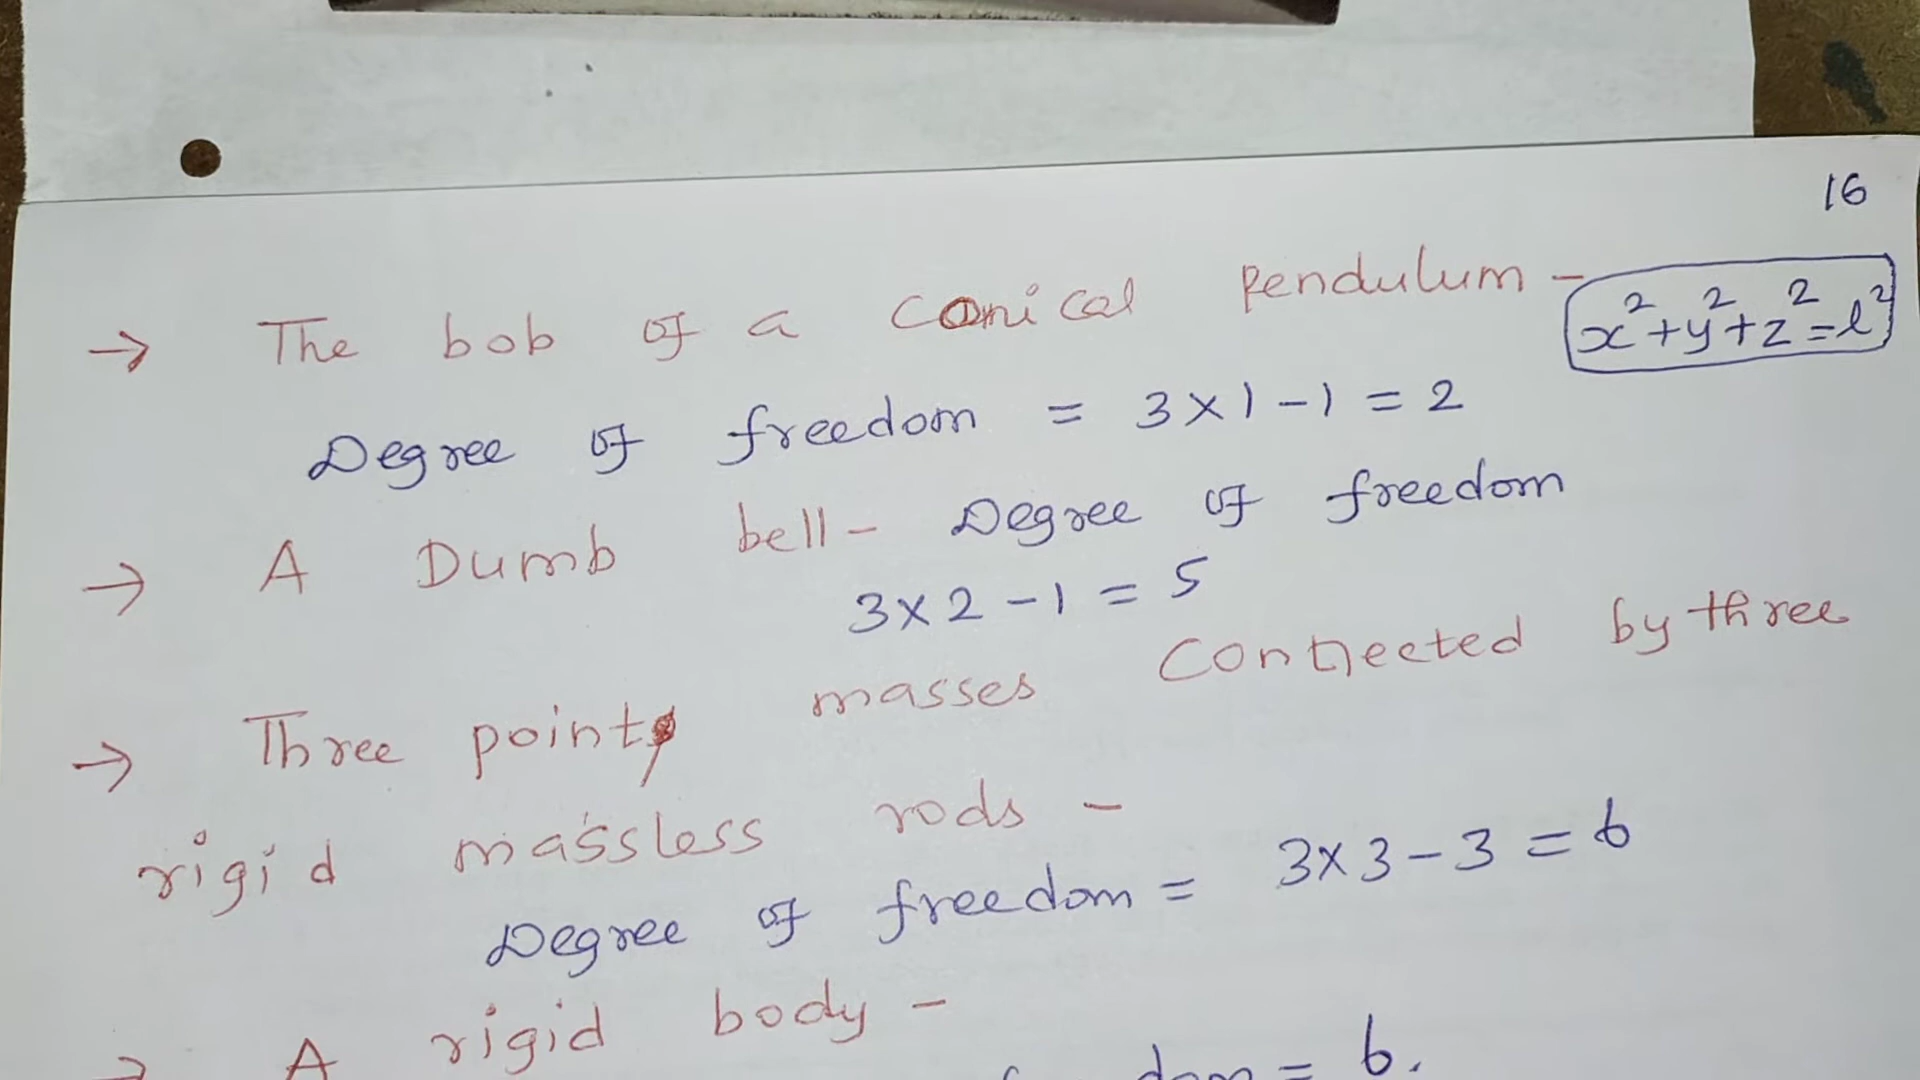 16
→ The bob of a Conical Pendulum -
x²+y²+z²=l²
Degree of freedom = 3×1-1=2
→ A Dumb bell - Degree of freedom
3×2-1=5
→ Three point masses Connected by three
rigid massless rods -
Degree of freedom = 3×3-3=6
→ A rigid body -
= 6.